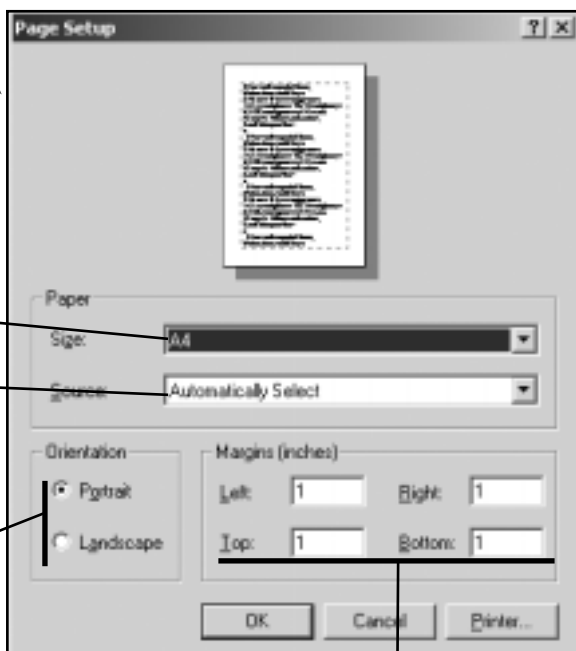 Page Setup
Paper
Size: A4
Source: Automatically Select
Orientation
Portrait
Landscape
Margins (inches)
Left: 1 Right: 1
Top: 1 Bottom: 1
OK Cancel Printer...